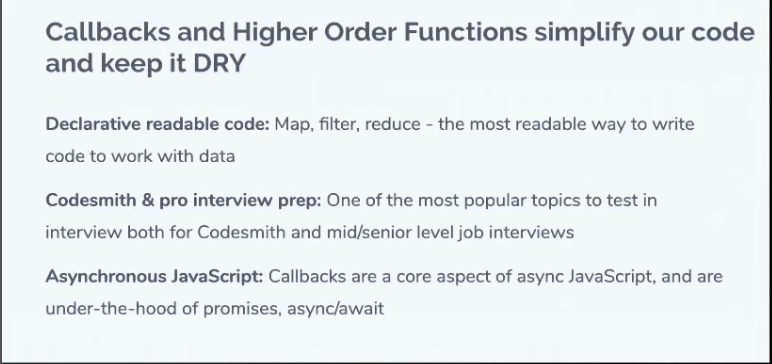 Callbacks and Higher Order Functions simplify our code
and keep it DRY
Declarative readable code: Map, filter, reduce - the most readable way to write
code to work with data
Codesmith & pro interview prep: One of the most popular topics to test in
interview both for Codesmith and mid/senior level job interviews
Asynchronous JavaScript: Callbacks are a core aspect of async JavaScript, and are
under-the-hood of promises, async/await